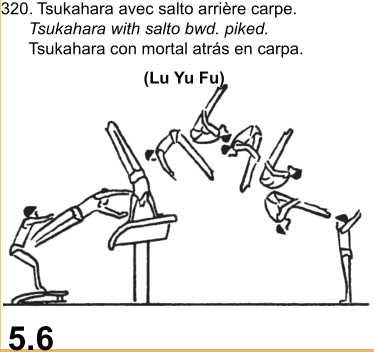 320. Tsukahara avec salto arrière carpe.
Tsukahara with salto bwd. piked.
Tsukahara con mortal atrás en carpa.
(Lu Yu Fu)
5.6